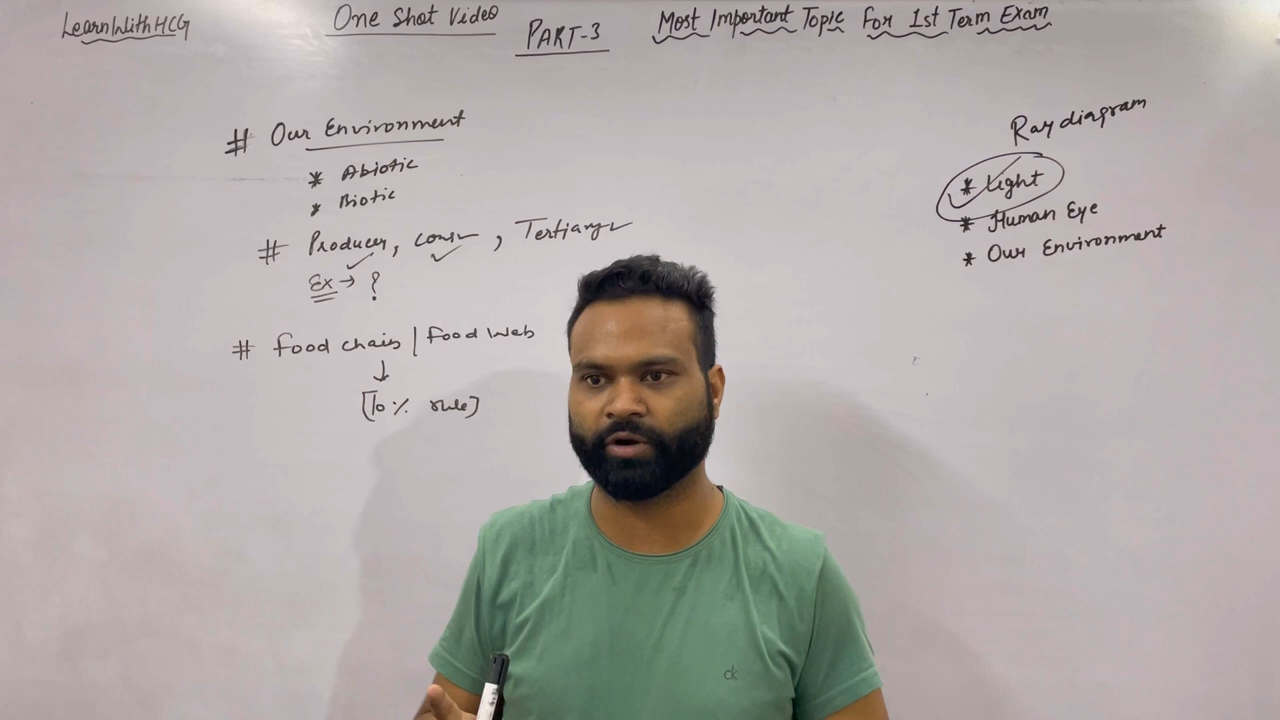 LearnWithHCG
One Shot Video
PART-3
Most Important Topic For 1st Term Exam
# Our Environment
* Abiotic
* Biotic
# Producer, , Tertiary
Ex → ?
# food chain | food web
↓
[10% rule]
Ray diagram
* Light
* Human Eye
* Our Environment
ck